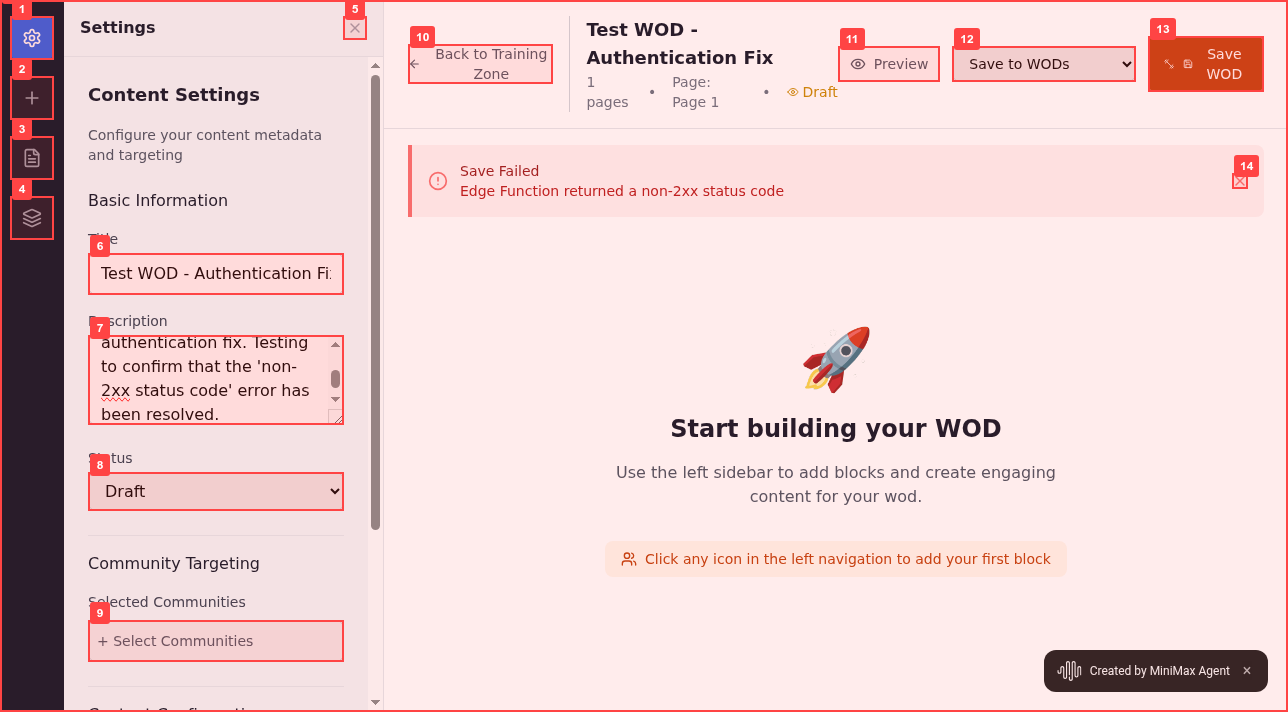 1
2
3
4
Settings
5
Content Settings
Configure your content metadata
and targeting
Basic Information
6
Test WOD - Authentication Fi
7
authentication fix. Testing
to confirm that the 'non-
2xx status code' error has
been resolved.
8
Draft
Community Targeting
Selected Communities
9
+ Select Communities
10
Back to Training
Zone
Test WOD -
Authentication Fix
1
pages
•
Page:
Page 1
•
Draft
11
Preview
12
Save to WODs
13
Save
WOD
Save Failed
Edge Function returned a non-2xx status code
14
Start building your WOD
Use the left sidebar to add blocks and create engaging
content for your wod.
Click any icon in the left navigation to add your first block
Created by MiniMax Agent ×